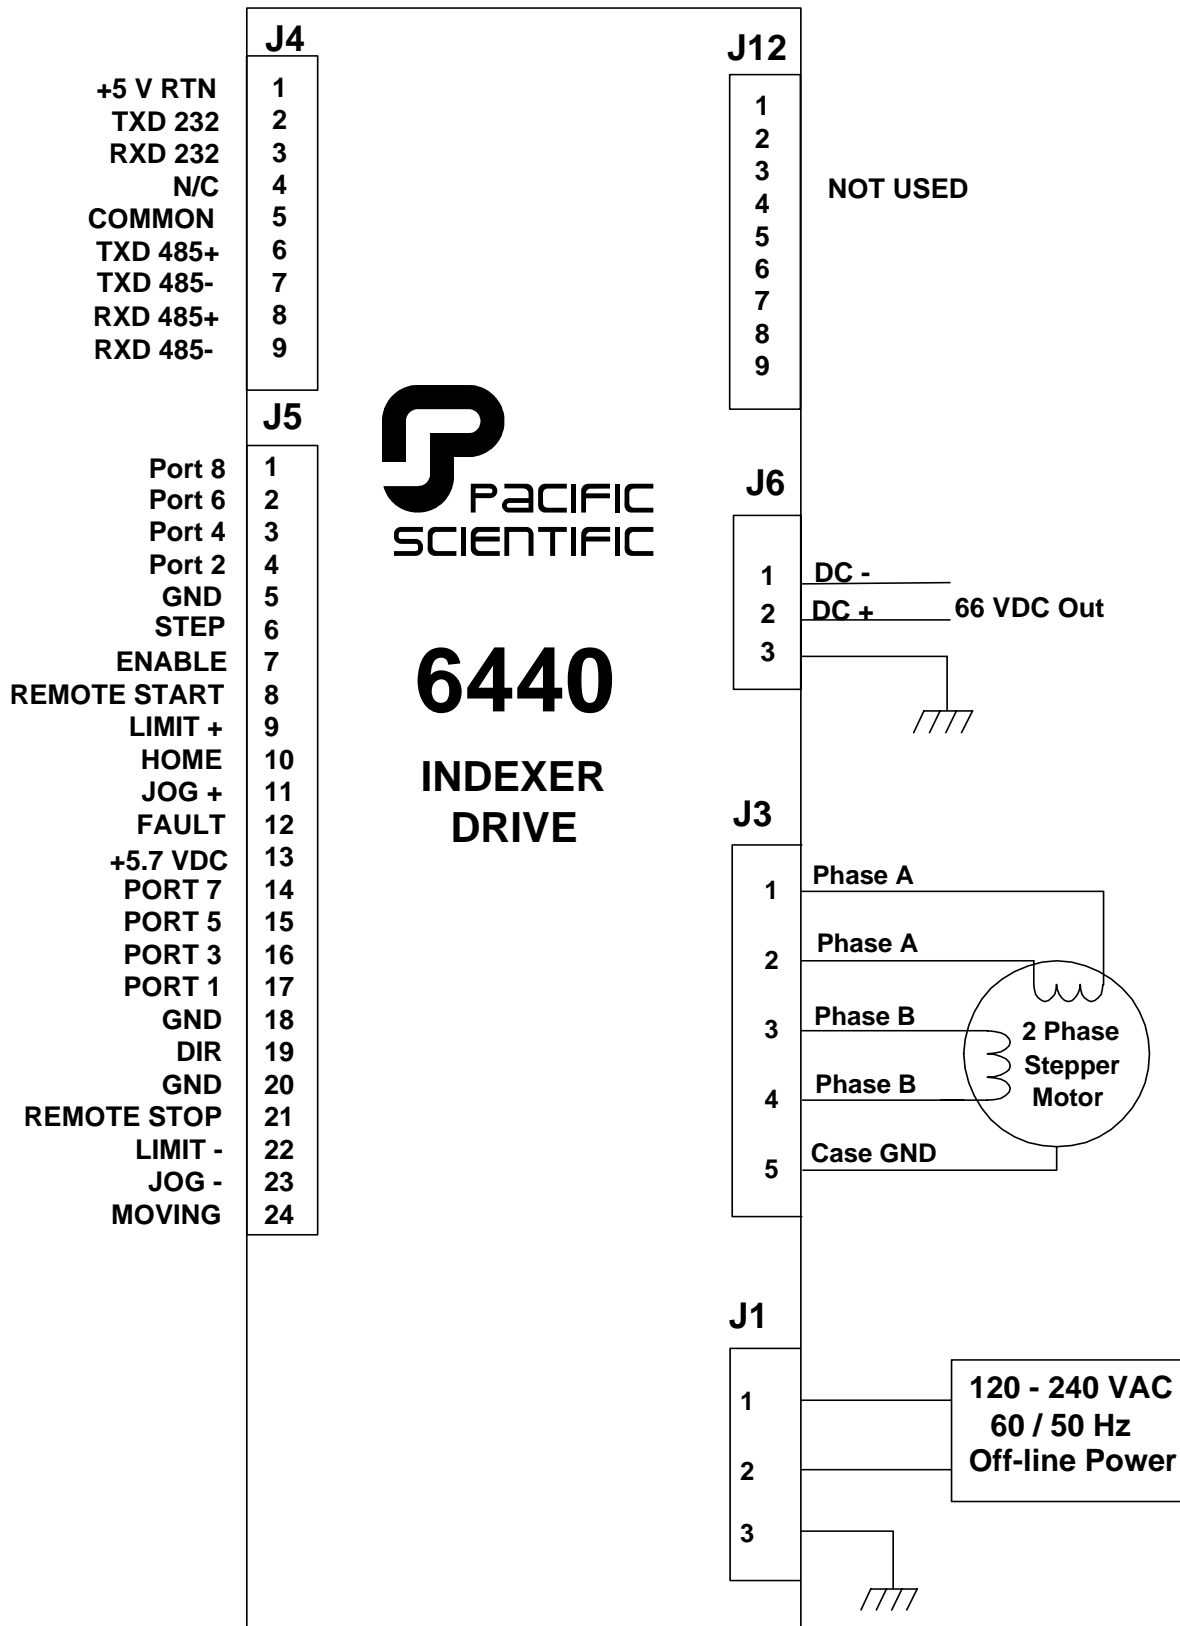 J4
+5 V RTN 1
TXD 232 2
RXD 232 3
N/C 4
COMMON 5
TXD 485+ 6
TXD 485- 7
RXD 485+ 8
RXD 485- 9
J5
Port 8 1
Port 6 2
Port 4 3
Port 2 4
GND 5
STEP 6
ENABLE 7
REMOTE START 8
LIMIT + 9
HOME 10
JOG + 11
FAULT 12
+5.7 VDC 13
PORT 7 14
PORT 5 15
PORT 3 16
PORT 1 17
GND 18
DIR 19
GND 20
REMOTE STOP 21
LIMIT - 22
JOG - 23
MOVING 24
PACIFIC
SCIENTIFIC
6440
INDEXER
DRIVE
J12
1
2
3
4
5
6
7
8
9
NOT USED
J6
1 DC -
2 DC +
3
66 VDC Out
J3
1 Phase A
2 Phase A
3 Phase B
4 Phase B
5 Case GND
2 Phase
Stepper
Motor
J1
1
2
3
120 - 240 VAC
60 / 50 Hz
Off-line Power